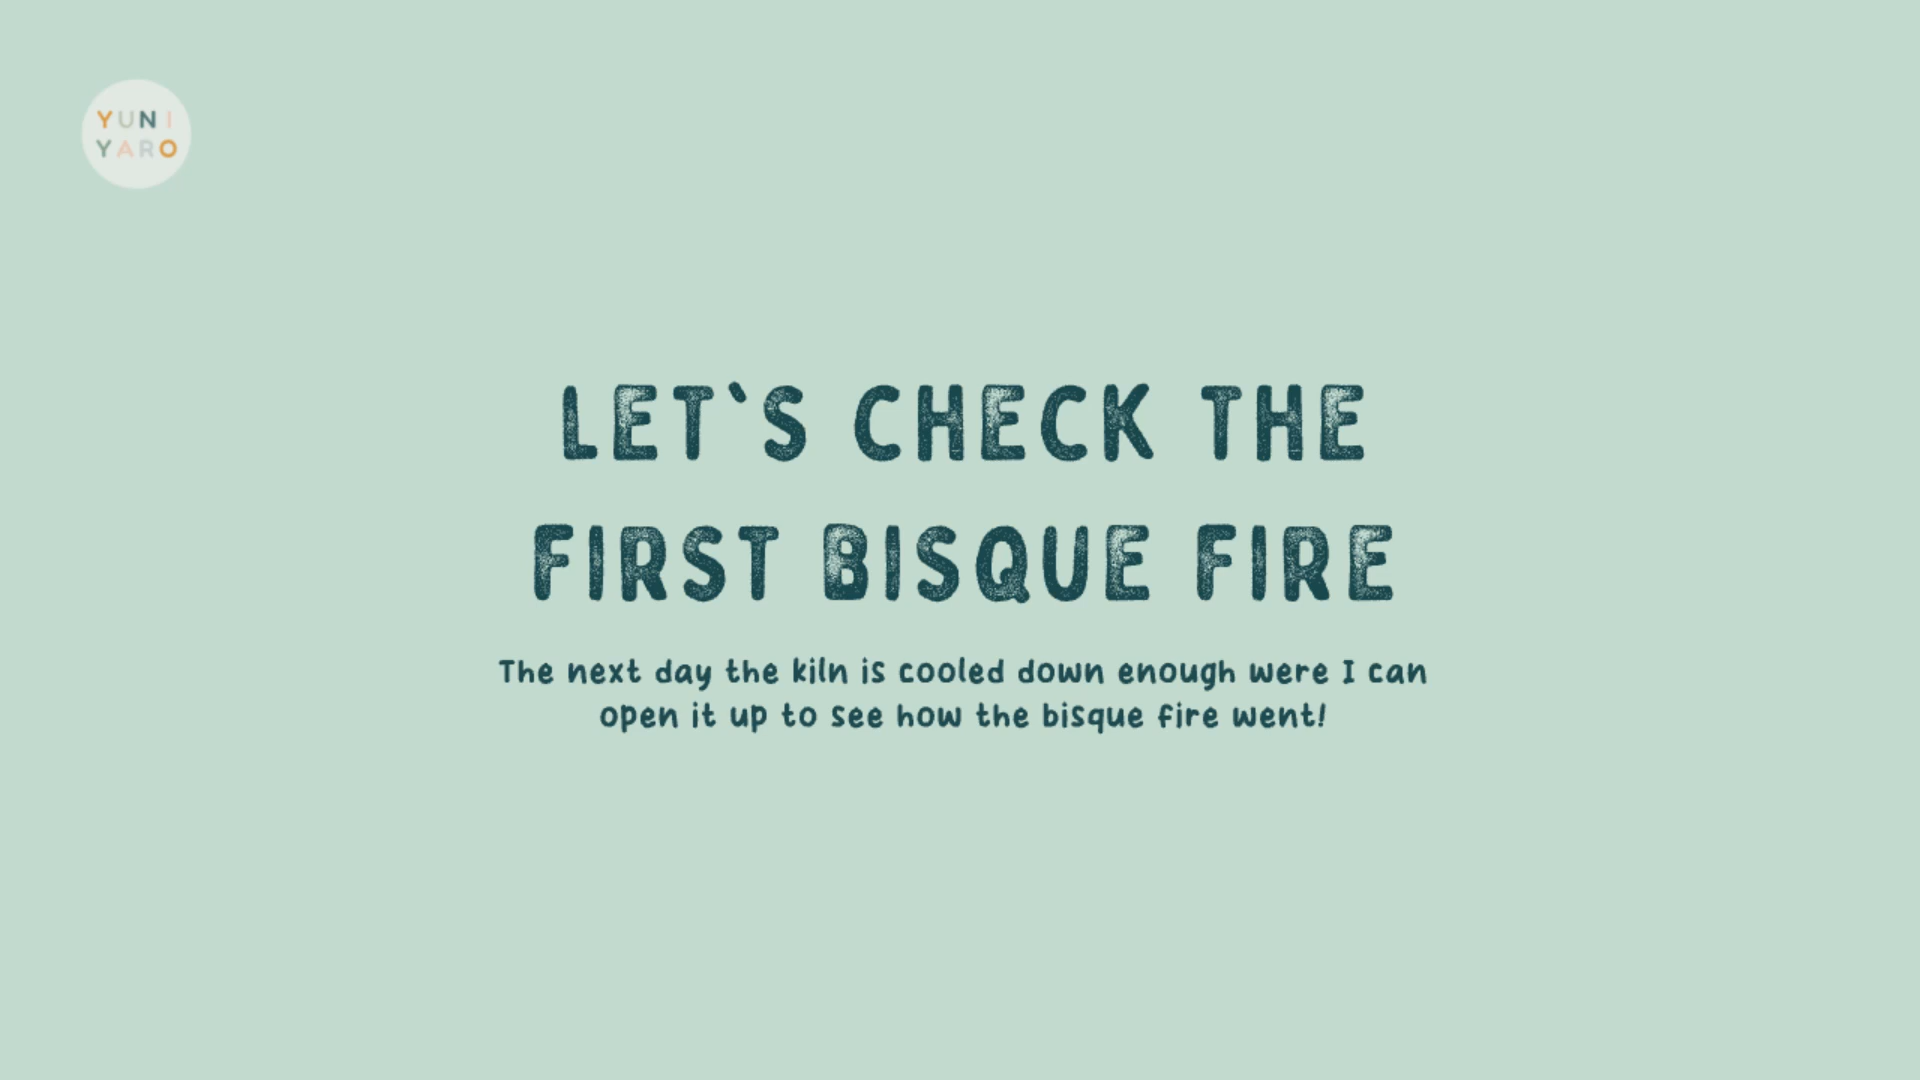 YUNI
YARO
LET`S CHECK THE
FIRST BISQUE FIRE
The next day the kiln is cooled down enough were I can
open it up to see how the bisque fire went!